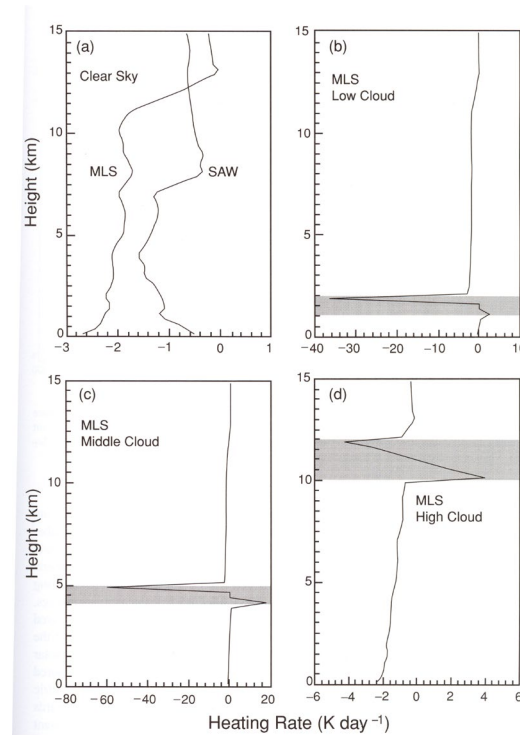 (a)
Clear Sky
MLS
SAW
15
10
5
0
−3
−2
−1
0
1
Height (km)
(b)
MLS
Low Cloud
15
10
5
0
−40
−30
−20
−10
0
10
(c)
MLS
Middle Cloud
15
10
5
0
−80
−60
−40
−20
0
20
Height (km)
(d)
MLS
High Cloud
15
10
5
0
−6
−4
−2
0
2
4
6
Heating Rate (K day −1)